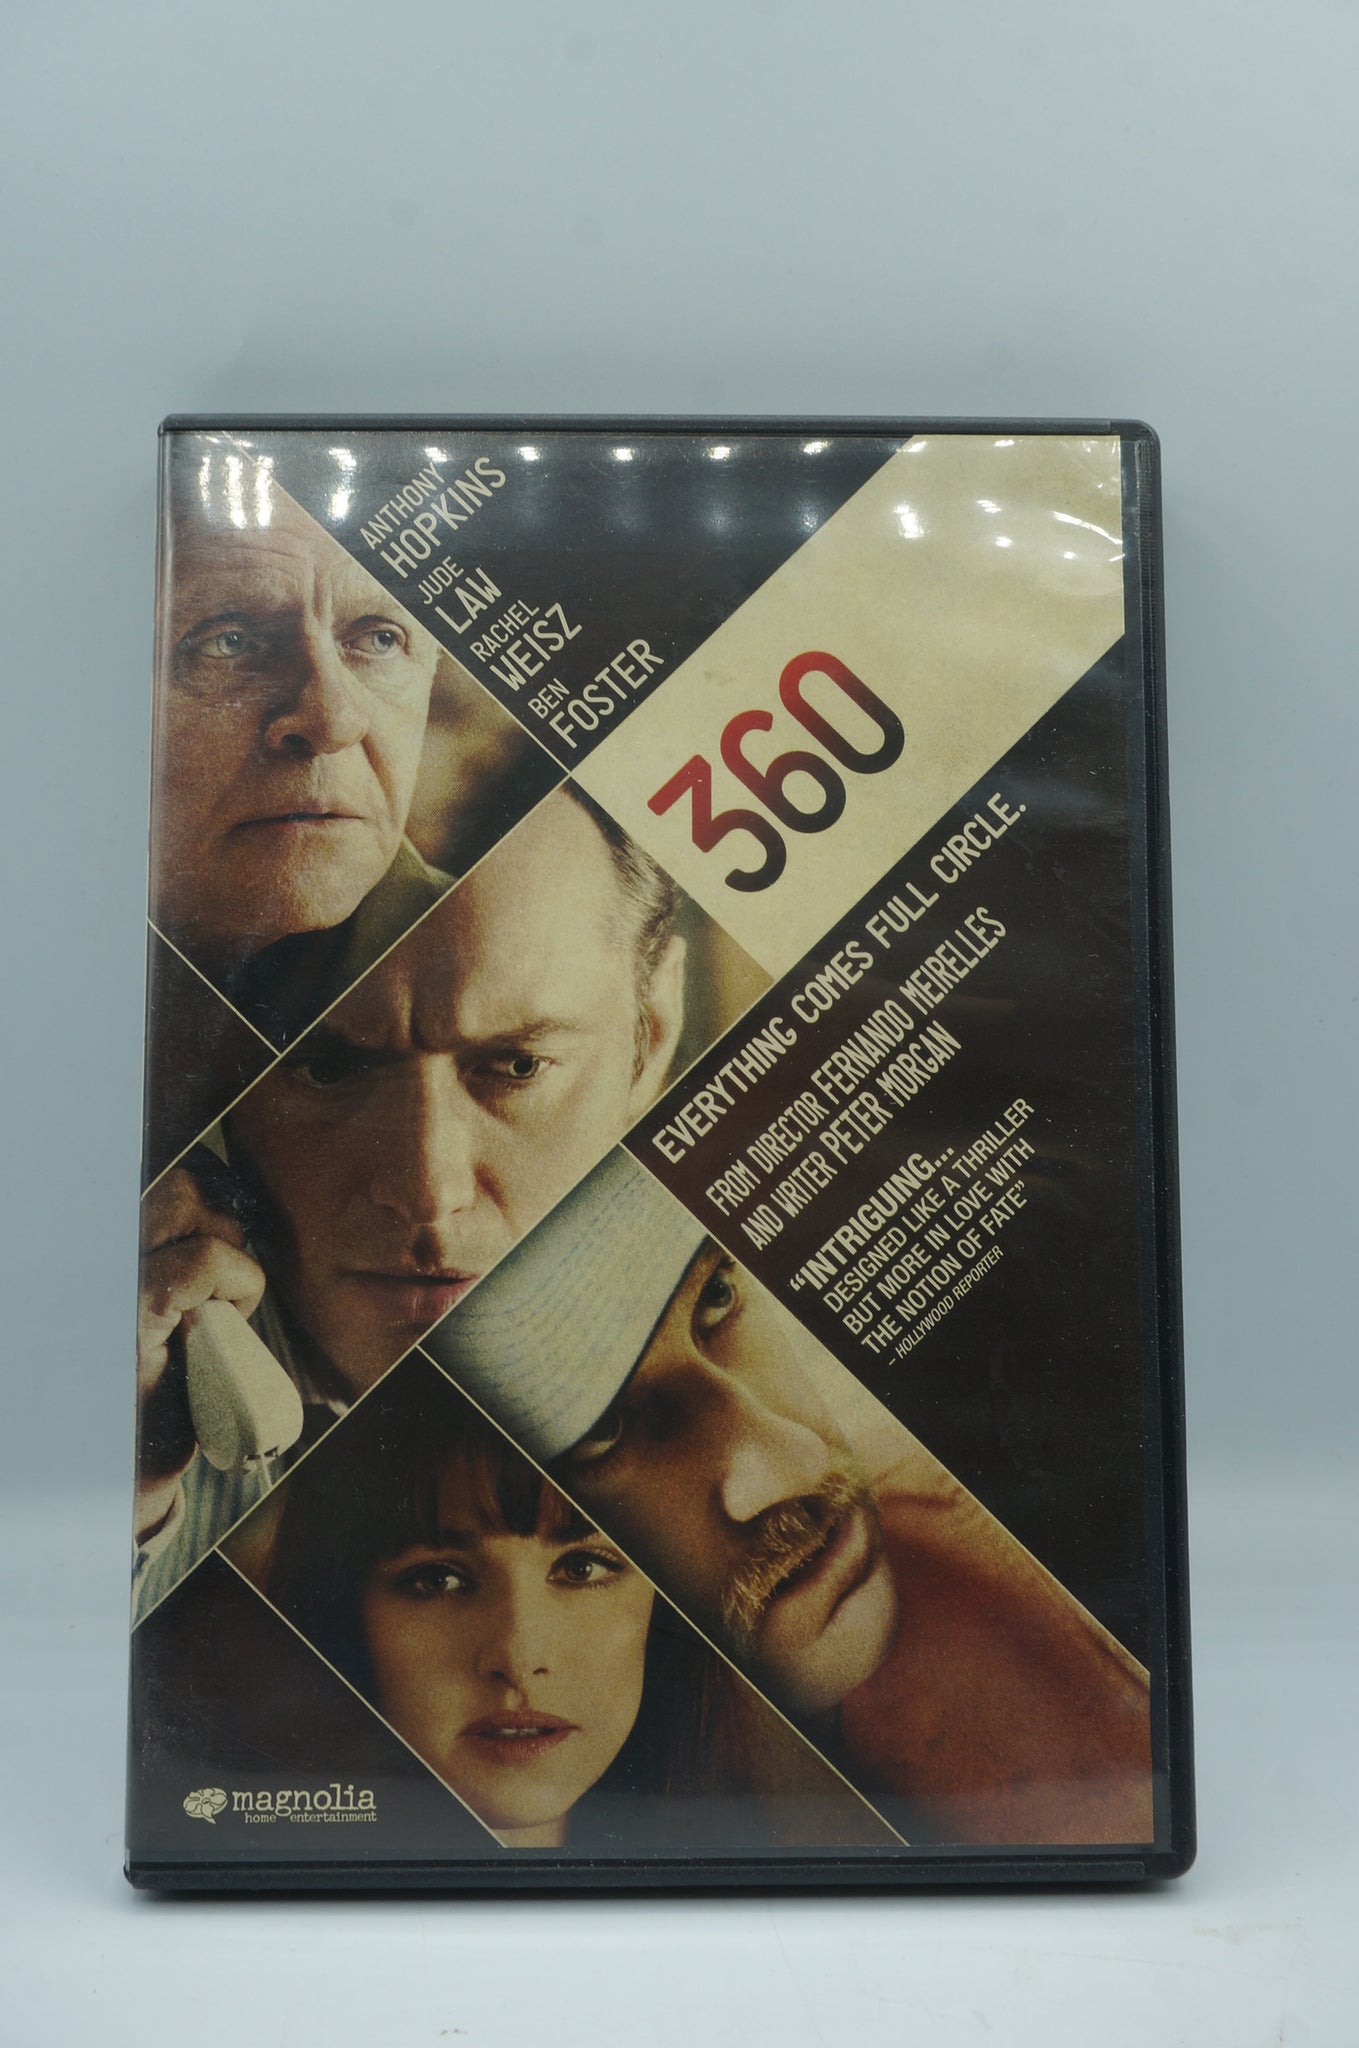 ANTHONY
HOPKINS
JUDE
LAW
RACHEL
WEISZ
BEN
FOSTER
360
EVERYTHING COMES FULL CIRCLE.
FROM DIRECTOR FERNANDO MEIRELLES
AND WRITER PETER MORGAN
“INTRIGUING...
DESIGNED LIKE A THRILLER
BUT MORE IN LOVE WITH
THE NOTION OF FATE”
– HOLLYWOOD REPORTER
magnolia
home entertainment